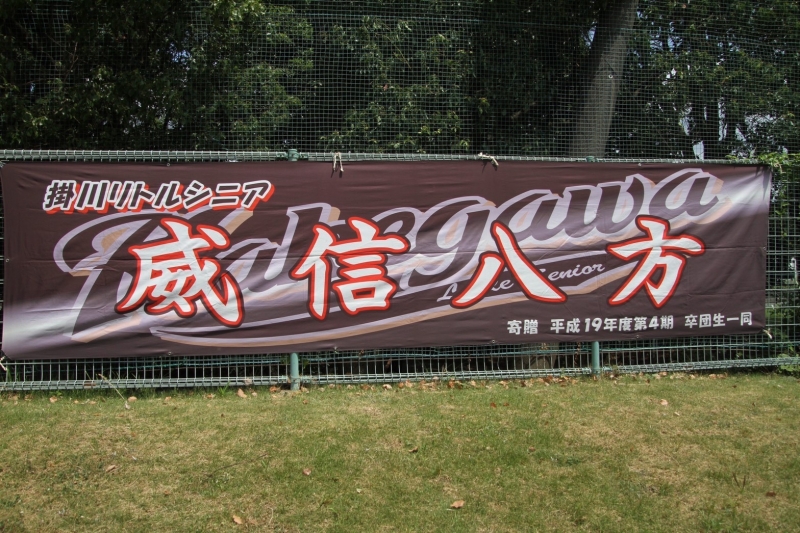 掛川リトルシニア
Kakegawa
Little Senior
威信八方
寄贈 平成19年度第4期 卒団生一同